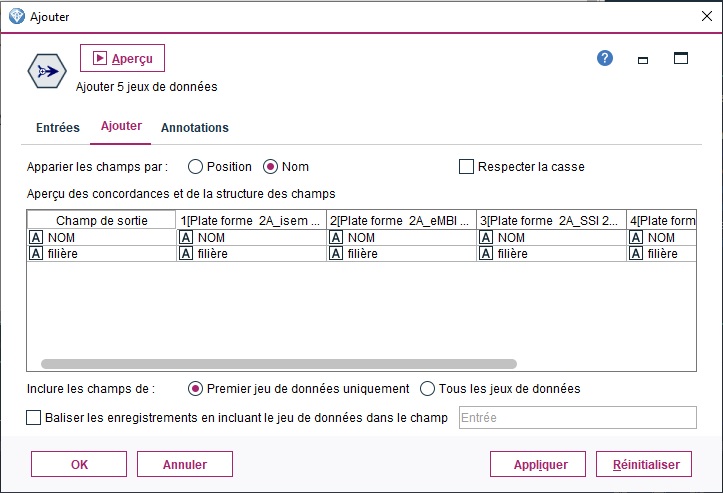 Ajouter
Aperçu
Ajouter 5 jeux de données
Entrées Ajouter Annotations
Apparier les champs par : Position Nom Respecter la casse
Aperçu des concordances et de la structure des champs
Champ de sortie 1[Plate forme 2A_isem ... 2[Plate forme 2A_eMBI ... 3[Plate forme 2A_SSI 2... 4[Plate form
A NOM A NOM A NOM A NOM A NOM
A filière A filière A filière A filière A filière
Inclure les champs de : Premier jeu de données uniquement Tous les jeux de données
Baliser les enregistrements en incluant le jeu de données dans le champ Entrée
OK Annuler Appliquer Réinitialiser